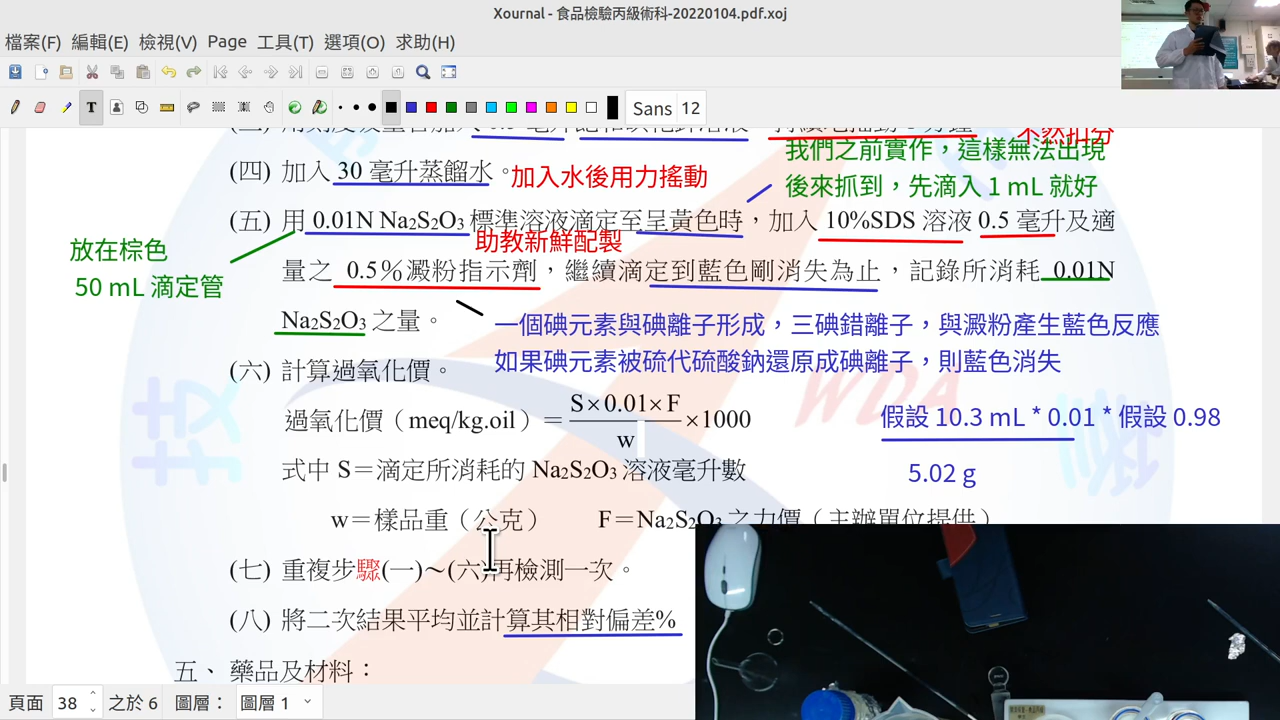 Xournal - 食品檢驗丙級術科-20220104.pdf.xoj
檔案(F) 編輯(E) 檢視(V) Page 工具(T) 選項(O) 求助(H)
T Sans 12
不然扣分
我們之前實作，這樣無法出現
(四) 加入 30 毫升蒸餾水。加入水後用力搖動
後來抓到，先滴入 1 mL 就好
(五) 用 0.01N Na₂S₂O₃ 標準溶液滴定至呈黃色時，加入 10%SDS 溶液 0.5 毫升及適
助教新鮮配製
放在棕色
量之 0.5％澱粉指示劑，繼續滴定到藍色剛消失為止，記錄所消耗 0.01N
50 mL 滴定管
Na₂S₂O₃ 之量。
一個碘元素與碘離子形成，三碘錯離子，與澱粉產生藍色反應
如果碘元素被硫代硫酸鈉還原成碘離子，則藍色消失
(六) 計算過氧化價。
過氧化價（meq/kg.oil）＝ S×0.01×F / w ×1000
假設 10.3 mL * 0.01 * 假設 0.98
5.02 g
式中 S＝滴定所消耗的 Na₂S₂O₃ 溶液毫升數
w＝樣品重（公克） F＝Na₂S₂O₃ 之力價（主辦單位提供）
(七) 重複步驟(一)～(六)再檢測一次。
(八) 將二次結果平均並計算其相對偏差%
五、 藥品及材料：
頁面 38 之於 6 圖層： 圖層 1